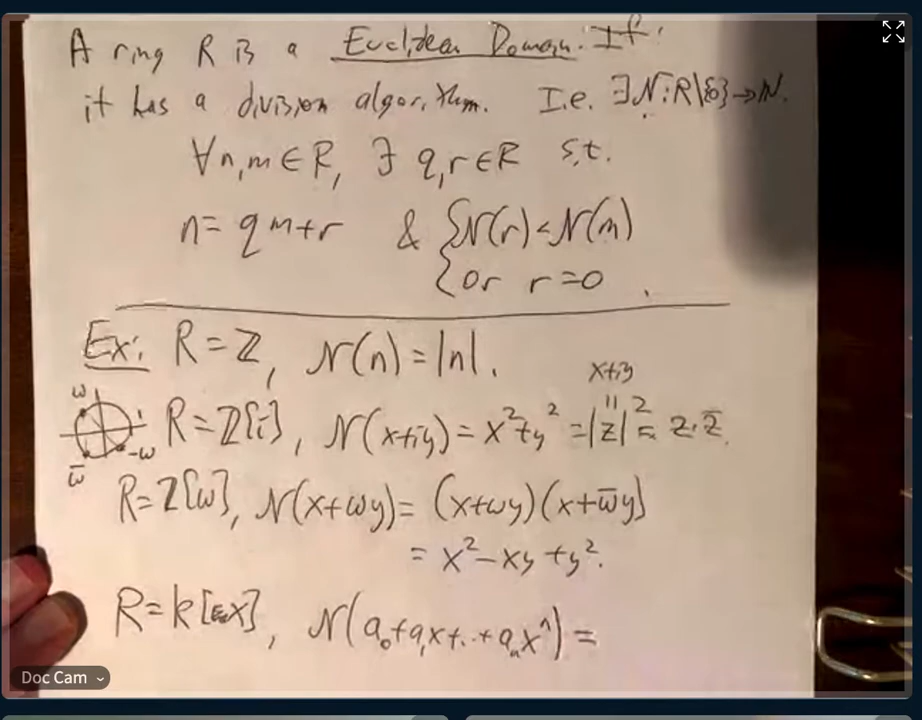 A ring R is a Euclidean Domain. If:
it has a division algorithm. I.e. ∃N:R\{0}→ℕ.
∀n,m∈R, ∃ q,r∈R s.t.
n = qm+r & { N(r)<N(m)
{ or r=0 .
Ex: R=ℤ, N(n)=|n|.
x+iy
ω 1 R=ℤ[i], N(x+iy) = x²+y² = |z|² = z·z̄.
-ω
ω̄
R=ℤ[ω], N(x+ωy) = (x+ωy)(x+ω̄y)
= x²-xy+y².
R=k[x], N(a₀+a₁x+..+aₙxⁿ) =
Doc Cam